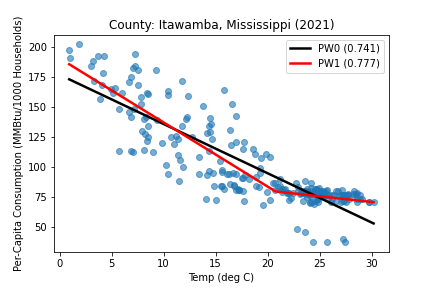 County: Itawamba, Mississippi (2021)
PW0 (0.741)
PW1 (0.777)
Per-Capita Consumption (MMBtu/1000 Households)
200
175
150
125
100
75
50
0 5 10 15 20 25 30
Temp (deg C)